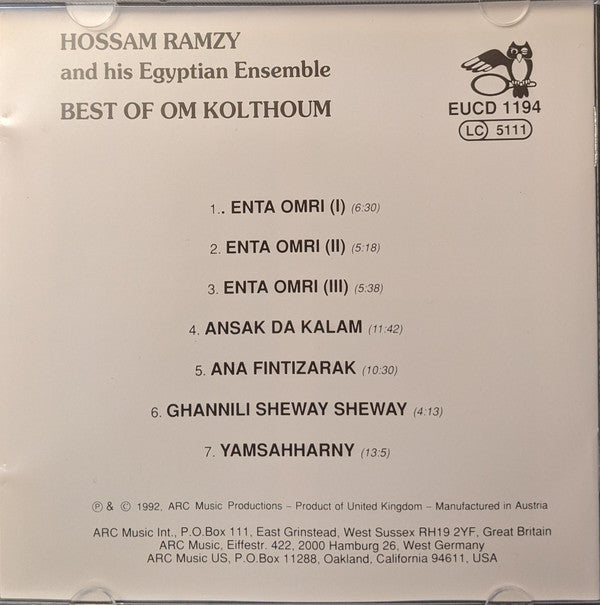 HOSSAM RAMZY
and his Egyptian Ensemble
BEST OF OM KOLTHOUM
EUCD 1194
LC 5111
1.. ENTA OMRI (I) (6:30)
2. ENTA OMRI (II) (5:18)
3. ENTA OMRI (III) (5:38)
4. ANSAK DA KALAM (11:42)
5. ANA FINTIZARAK (10:30)
6. GHANNILI SHEWAY SHEWAY (4:13)
7. YAMSAHHARNY (13:5)
℗ & © 1992, ARC Music Productions – Product of United Kingdom – Manufactured in Austria
ARC Music Int., P.O.Box 111, East Grinstead, West Sussex RH19 2YF, Great Britain
ARC Music, Eiffestr. 422, 2000 Hamburg 26, West Germany
ARC Music US, P.O.Box 11288, Oakland, California 94611, USA